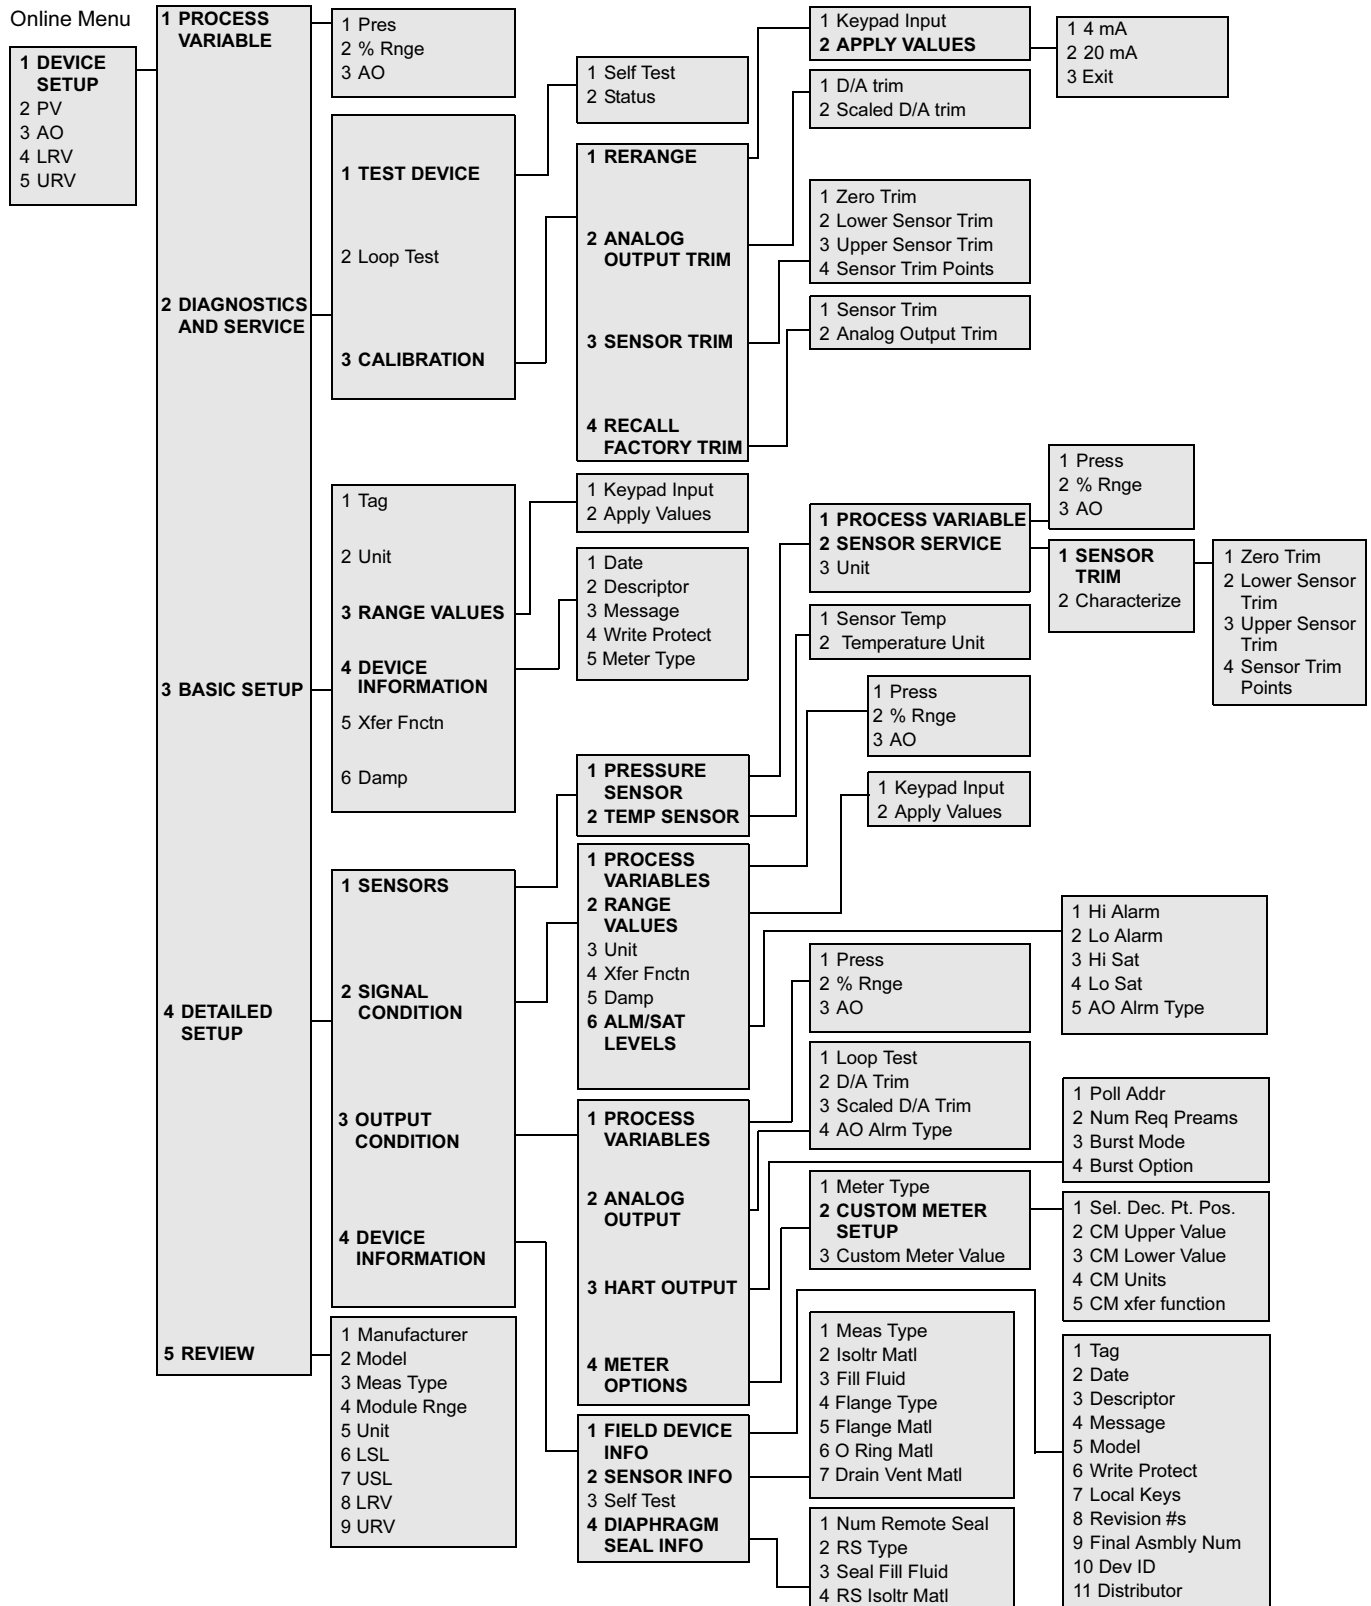 Online Menu
1 DEVICE
SETUP
2 PV
3 AO
4 LRV
5 URV
1 PROCESS
VARIABLE
2 DIAGNOSTICS
AND SERVICE
3 BASIC SETUP
4 DETAILED
SETUP
5 REVIEW
1 Pres
2 % Rnge
3 AO
1 TEST DEVICE
2 Loop Test
3 CALIBRATION
1 Self Test
2 Status
1 RERANGE
2 ANALOG
OUTPUT TRIM
3 SENSOR TRIM
4 RECALL
FACTORY TRIM
1 Keypad Input
2 APPLY VALUES
1 4 mA
2 20 mA
3 Exit
1 D/A trim
2 Scaled D/A trim
1 Zero Trim
2 Lower Sensor Trim
3 Upper Sensor Trim
4 Sensor Trim Points
1 Sensor Trim
2 Analog Output Trim
1 Tag
2 Unit
3 RANGE VALUES
4 DEVICE
INFORMATION
5 Xfer Fnctn
6 Damp
1 Keypad Input
2 Apply Values
1 Date
2 Descriptor
3 Message
4 Write Protect
5 Meter Type
1 SENSORS
2 SIGNAL
CONDITION
3 OUTPUT
CONDITION
4 DEVICE
INFORMATION
1 PRESSURE
SENSOR
2 TEMP SENSOR
1 PROCESS VARIABLE
2 SENSOR SERVICE
3 Unit
1 Press
2 % Rnge
3 AO
1 SENSOR
TRIM
2 Characterize
1 Zero Trim
2 Lower Sensor
Trim
3 Upper Sensor
Trim
4 Sensor Trim
Points
1 Sensor Temp
2 Temperature Unit
1 PROCESS
VARIABLES
2 RANGE
VALUES
3 Unit
4 Xfer Fnctn
5 Damp
6 ALM/SAT
LEVELS
1 Press
2 % Rnge
3 AO
1 Keypad Input
2 Apply Values
1 Hi Alarm
2 Lo Alarm
3 Hi Sat
4 Lo Sat
5 AO Alrm Type
1 PROCESS
VARIABLES
2 ANALOG
OUTPUT
3 HART OUTPUT
4 METER
OPTIONS
1 Press
2 % Rnge
3 AO
1 Loop Test
2 D/A Trim
3 Scaled D/A Trim
4 AO Alrm Type
1 Poll Addr
2 Num Req Preams
3 Burst Mode
4 Burst Option
1 Meter Type
2 CUSTOM METER
SETUP
3 Custom Meter Value
1 Sel. Dec. Pt. Pos.
2 CM Upper Value
3 CM Lower Value
4 CM Units
5 CM xfer function
1 FIELD DEVICE
INFO
2 SENSOR INFO
3 Self Test
4 DIAPHRAGM
SEAL INFO
1 Meas Type
2 Isoltr Matl
3 Fill Fluid
4 Flange Type
5 Flange Matl
6 O Ring Matl
7 Drain Vent Matl
1 Tag
2 Date
3 Descriptor
4 Message
5 Model
6 Write Protect
7 Local Keys
8 Revision #s
9 Final Asmbly Num
10 Dev ID
11 Distributor
1 Num Remote Seal
2 RS Type
3 Seal Fill Fluid
4 RS Isoltr Matl
1 Manufacturer
2 Model
3 Meas Type
4 Module Rnge
5 Unit
6 LSL
7 USL
8 LRV
9 URV